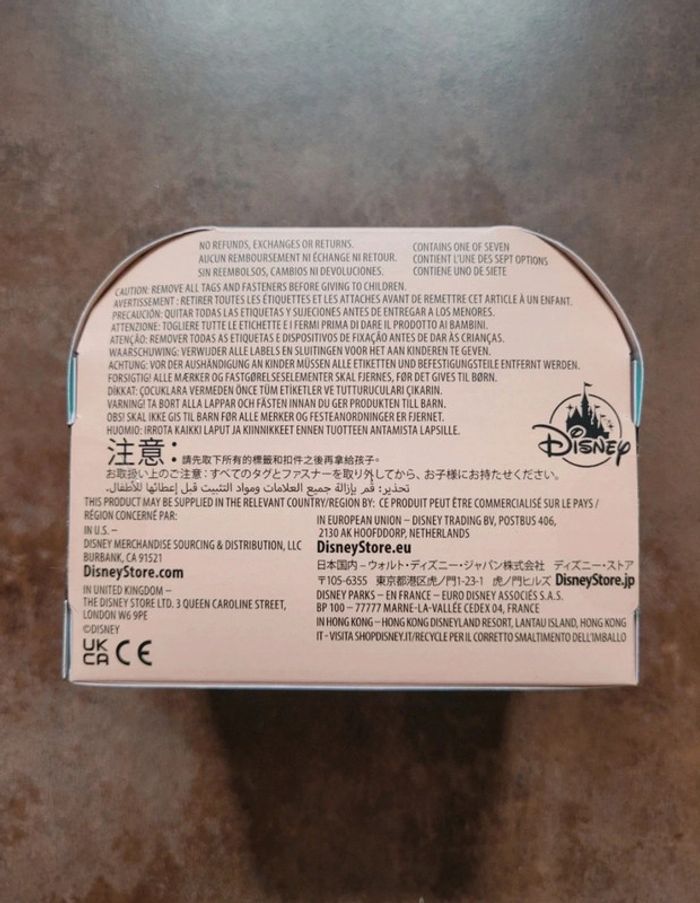 NO REFUNDS, EXCHANGES OR RETURNS.
AUCUN REMBOURSEMENT NI ÉCHANGE NI RETOUR.
SIN REEMBOLSOS, CAMBIOS NI DEVOLUCIONES.
CONTAINS ONE OF SEVEN
CONTIENT L'UNE DES SEPT OPTIONS
CONTIENE UNO DE SIETE
CAUTION: REMOVE ALL TAGS AND FASTENERS BEFORE GIVING TO CHILDREN.
AVERTISSEMENT : RETIRER TOUTES LES ÉTIQUETTES ET LES ATTACHES AVANT DE REMETTRE CET ARTICLE À UN ENFANT.
PRECAUCIÓN: QUITAR TODAS LAS ETIQUETAS Y SUJECIONES ANTES DE ENTREGAR A LOS MENORES.
ATTENZIONE: TOGLIERE TUTTE LE ETICHETTE E I FERMI PRIMA DI DARE IL PRODOTTO AI BAMBINI.
ATENÇÃO: REMOVER TODAS AS ETIQUETAS E DISPOSITIVOS DE FIXAÇÃO ANTES DE DAR ÀS CRIANÇAS.
WAARSCHUWING: VERWIJDER ALLE LABELS EN SLUITINGEN VOOR HET AAN KINDEREN TE GEVEN.
ACHTUNG: VOR DER AUSHÄNDIGUNG AN KINDER MÜSSEN ALLE ETIKETTEN UND BEFESTIGUNGSTEILE ENTFERNT WERDEN.
FORSIGTIG! ALLE MÆRKER OG FASTGØRELSESELEMENTER SKAL FJERNES, FØR DET GIVES TIL BØRN.
DİKKAT: ÇOCUKLARA VERMEDEN ÖNCE TÜM ETİKETLER VE TUTTURUCULAR ÇIKARIN.
VARNING! TA BORT ALLA LAPPAR OCH FÄSTEN INNAN DU GER PRODUKTEN TILL BARN.
OBS! SKAL IKKE GIS TIL BARN FØR ALLE MERKER OG FESTEANORDNINGER ER FJERNET.
HUOMIO: IRROTA KAIKKI LAPUT JA KIINNIKKEET ENNEN TUOTTEEN ANTAMISTA LAPSILLE.
DISNEY
注意：請先取下所有的標籤和扣件之後再拿給孩子。
お取扱い上のご注意：すべてのタグとファスナーを取り外してから、お子様にお持たせください。
تحذير: قُم بإزالة جميع العلامات ومواد التثبيت قبل إعطائها للأطفال.
THIS PRODUCT MAY BE SUPPLIED IN THE RELEVANT COUNTRY/REGION BY: CE PRODUIT PEUT ÊTRE COMMERCIALISÉ SUR LE PAYS /
RÉGION CONCERNÉ PAR:
IN U.S. –
DISNEY MERCHANDISE SOURCING & DISTRIBUTION, LLC
BURBANK, CA 91521
DisneyStore.com
IN UNITED KINGDOM –
THE DISNEY STORE LTD. 3 QUEEN CAROLINE STREET,
LONDON W6 9PE
©DISNEY
UK
CA CE
IN EUROPEAN UNION – DISNEY TRADING BV, POSTBUS 406,
2130 AK HOOFDDORP, NETHERLANDS
DisneyStore.eu
日本国内 – ウォルト・ディズニー・ジャパン株式会社 ディズニー・ストア
〒105-6355 東京都港区虎ノ門1-23-1 虎ノ門ヒルズ DisneyStore.jp
DISNEY PARKS – EN FRANCE – EURO DISNEY ASSOCIÉS S.A.S.
BP 100 – 77777 MARNE-LA-VALLÉE CEDEX 04, FRANCE
IN HONG KONG – HONG KONG DISNEYLAND RESORT, LANTAU ISLAND, HONG KONG
IT - VISITA SHOPDISNEY.IT/RECYCLE PER IL CORRETTO SMALTIMENTO DELL'IMBALLO